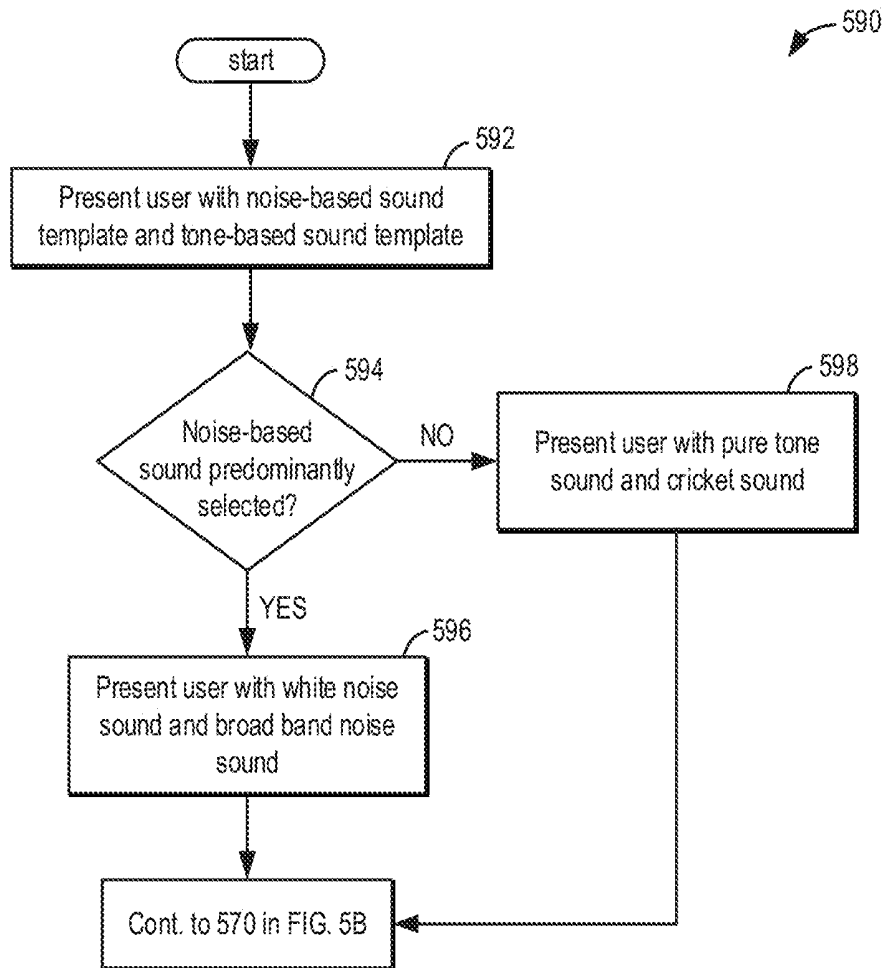 590
start
592
Present user with noise-based sound
template and tone-based sound template
594
Noise-based
sound predominantly
selected?
NO
598
Present user with pure tone
sound and cricket sound
YES
596
Present user with white noise
sound and broad band noise
sound
Cont. to 570 in FIG. 5B